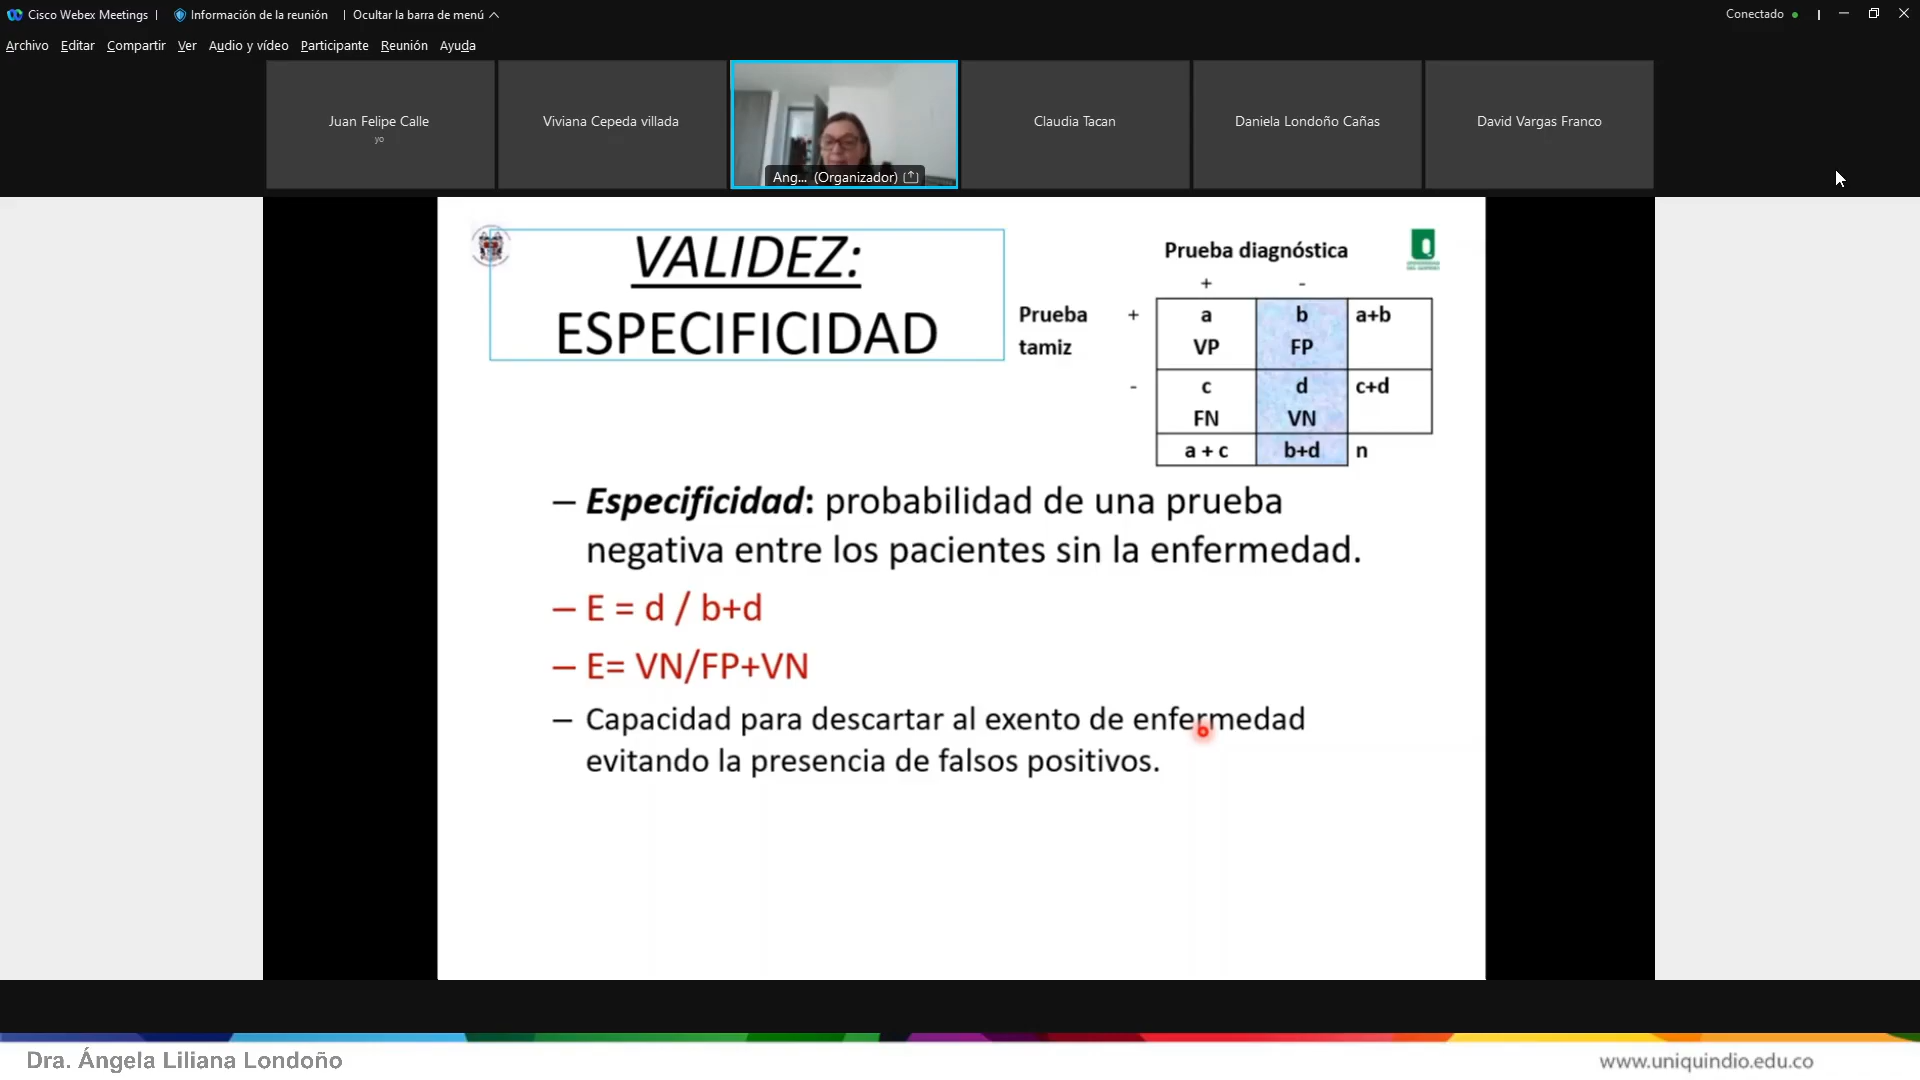 Cisco Webex Meetings | Información de la reunión | Ocultar la barra de menú
Conectado
Archivo Editar Compartir Ver Audio y vídeo Participante Reunión Ayuda
Juan Felipe Calle
yo
Viviana Cepeda villada
Ang... (Organizador)
Claudia Tacan
Daniela Londoño Cañas
David Vargas Franco
VALIDEZ:
ESPECIFICIDAD
Prueba diagnóstica
+ -
Prueba + a b a+b
tamiz VP FP
- c d c+d
FN VN
a + c b+d n
– Especificidad: probabilidad de una prueba
negativa entre los pacientes sin la enfermedad.
– E = d / b+d
– E= VN/FP+VN
– Capacidad para descartar al exento de enfermedad
evitando la presencia de falsos positivos.
Dra. Ángela Liliana Londoño
www.uniquindio.edu.co